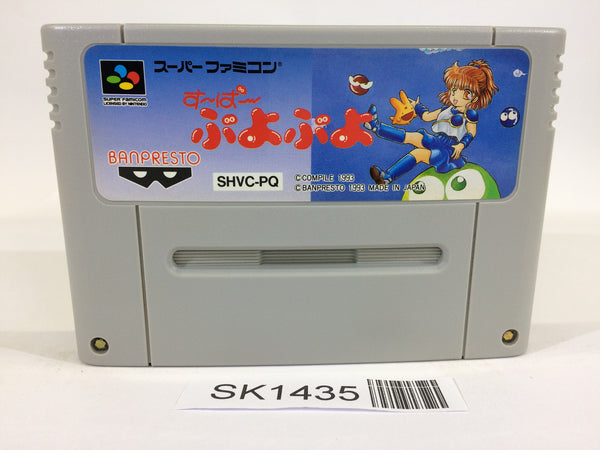 スーパーファミコン®
SUPER FAMICOM
LICENSED BY NINTENDO
す〜ぱ〜
ぷよぷよ
BANPRESTO
SHVC-PQ
©COMPILE 1993
©BANPRESTO 1993 MADE IN JAPAN
SK1435